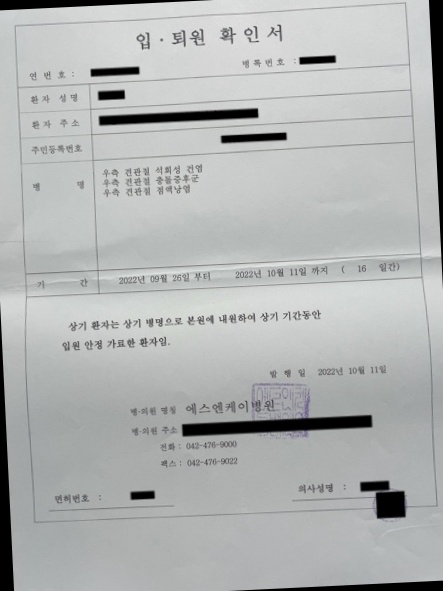 입 · 퇴원 확인서
연 번 호 :
병록번호 :
환자 성명
환자 주소
주민등록번호
병 명
우측 견관절 석회성 건염
우측 견관절 충돌증후군
우측 견관절 점액낭염
기 간 2022년 09월 26일 부터 2022년 10월 11일 까지 ( 16 일간)
상기 환자는 상기 병명으로 본원에 내원하여 상기 기간동안
입원 안정 가료한 환자임.
발 행 일 2022년 10월 11일
병·의원 명칭 에스엔케이병원
병·의원 주소
전화 : 042-476-9000
팩스 : 042-476-9022
면허번호 :
의사성명 :